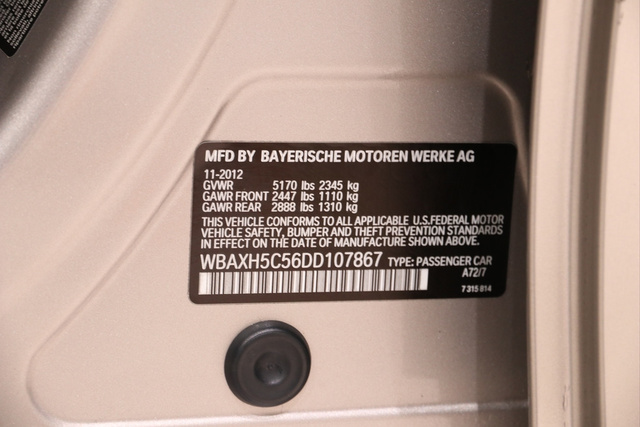 MFD BY BAYERISCHE MOTOREN WERKE AG
11-2012
GVWR 5170 lbs 2345 kg
GAWR FRONT 2447 lbs 1110 kg
GAWR REAR 2888 lbs 1310 kg
THIS VEHICLE CONFORMS TO ALL APPLICABLE U.S.FEDERAL MOTOR
VEHICLE SAFETY, BUMPER AND THEFT PREVENTION STANDARDS
IN EFFECT ON THE DATE OF MANUFACTURE SHOWN ABOVE.
WBAXH5C56DD107867 TYPE: PASSENGER CAR
A72/7
7 315 814